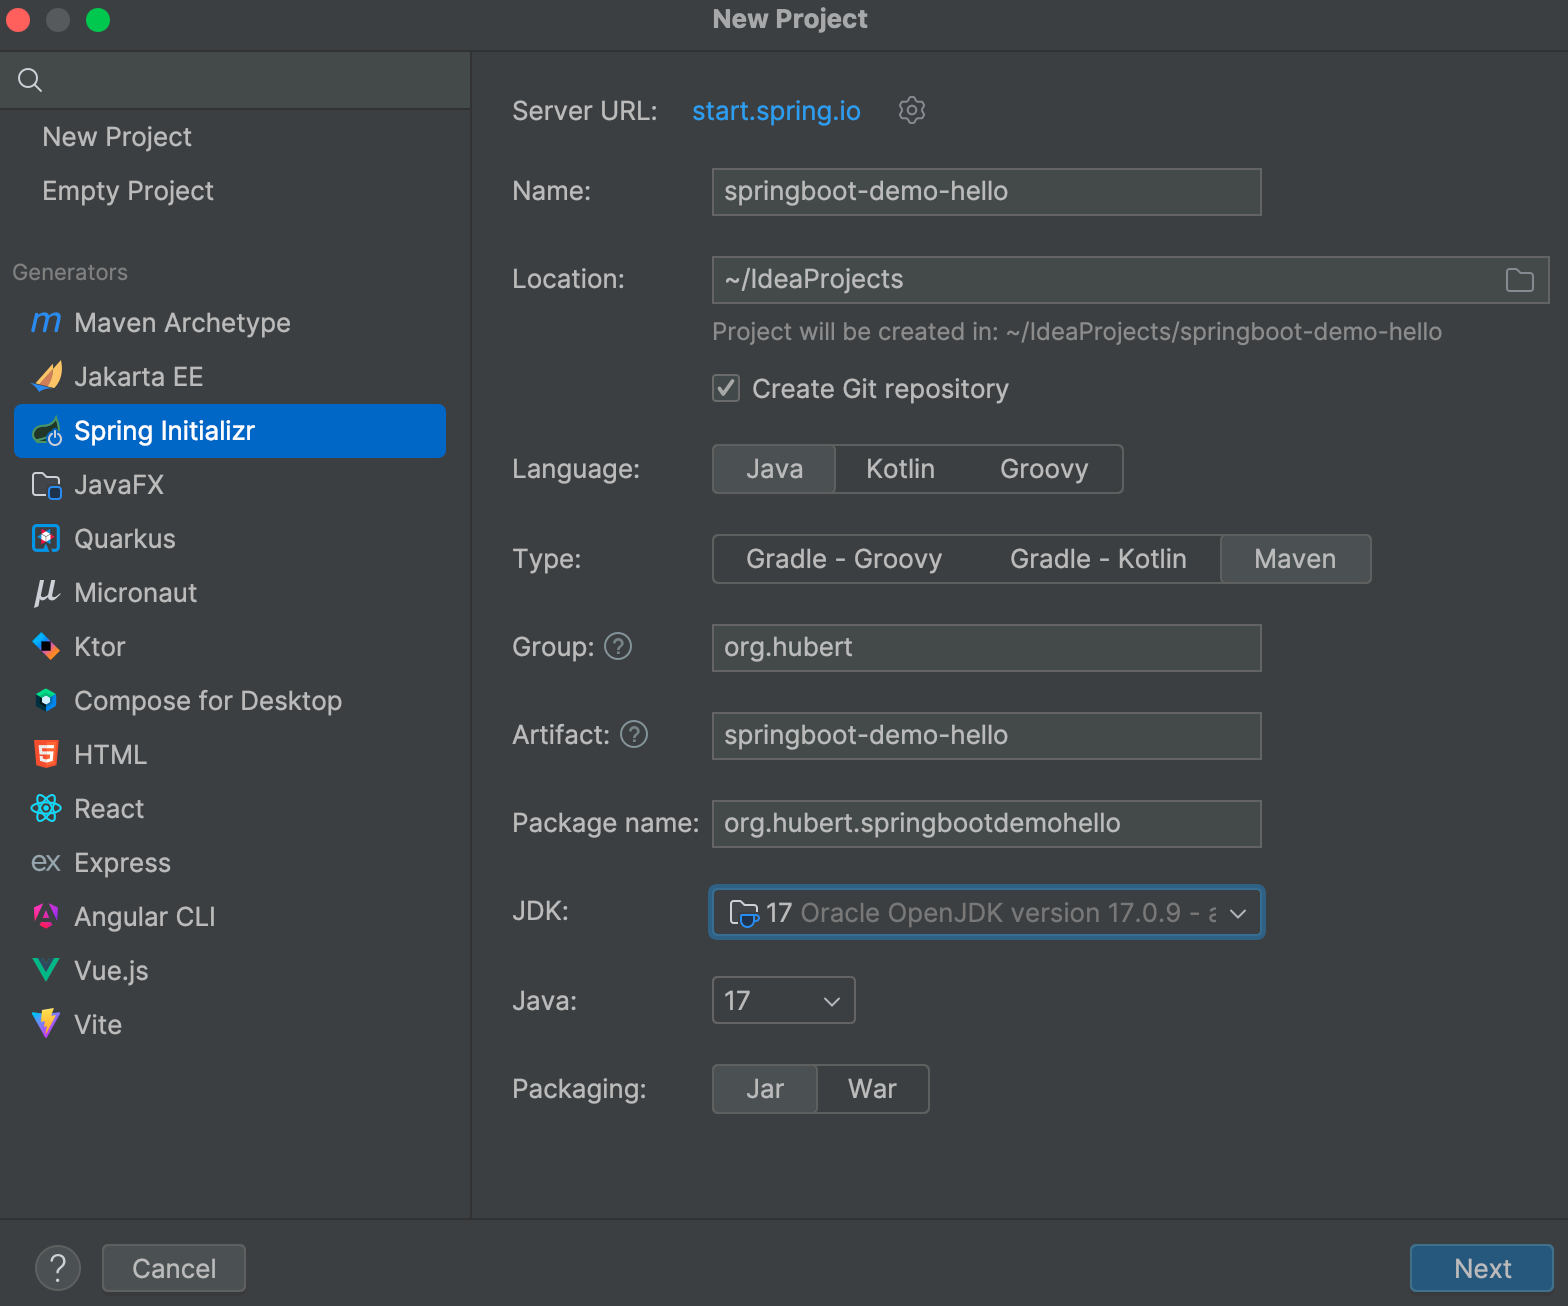 New Project
New Project
Empty Project
Generators
Maven Archetype
Jakarta EE
Spring Initializr
JavaFX
Quarkus
Micronaut
Ktor
Compose for Desktop
HTML
React
ex Express
Angular CLI
Vue.js
Vite
Server URL: start.spring.io
Name: springboot-demo-hello
Location: ~/IdeaProjects
Project will be created in: ~/IdeaProjects/springboot-demo-hello
Create Git repository
Language: Java Kotlin Groovy
Type: Gradle - Groovy Gradle - Kotlin Maven
Group: ? org.hubert
Artifact: ? springboot-demo-hello
Package name: org.hubert.springbootdemohello
JDK: 17 Oracle OpenJDK version 17.0.9 -
Java: 17
Packaging: Jar War
? Cancel Next